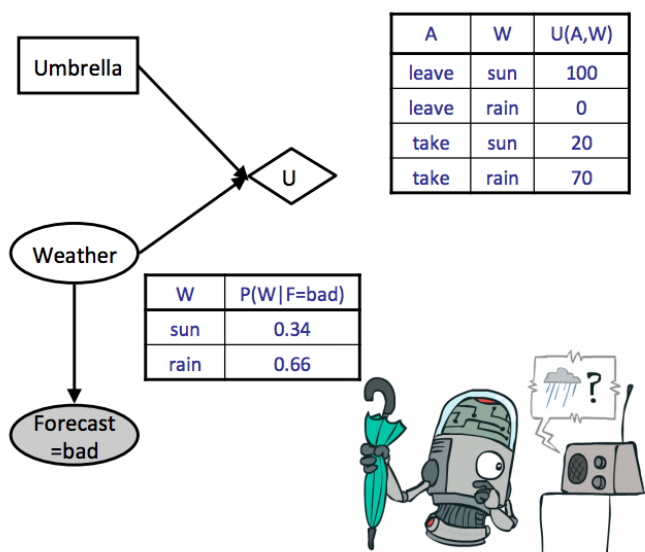 Umbrella
A W U(A,W)
leave sun 100
leave rain 0
take sun 20
take rain 70
U
Weather
W P(W|F=bad)
sun 0.34
rain 0.66
Forecast
=bad
?